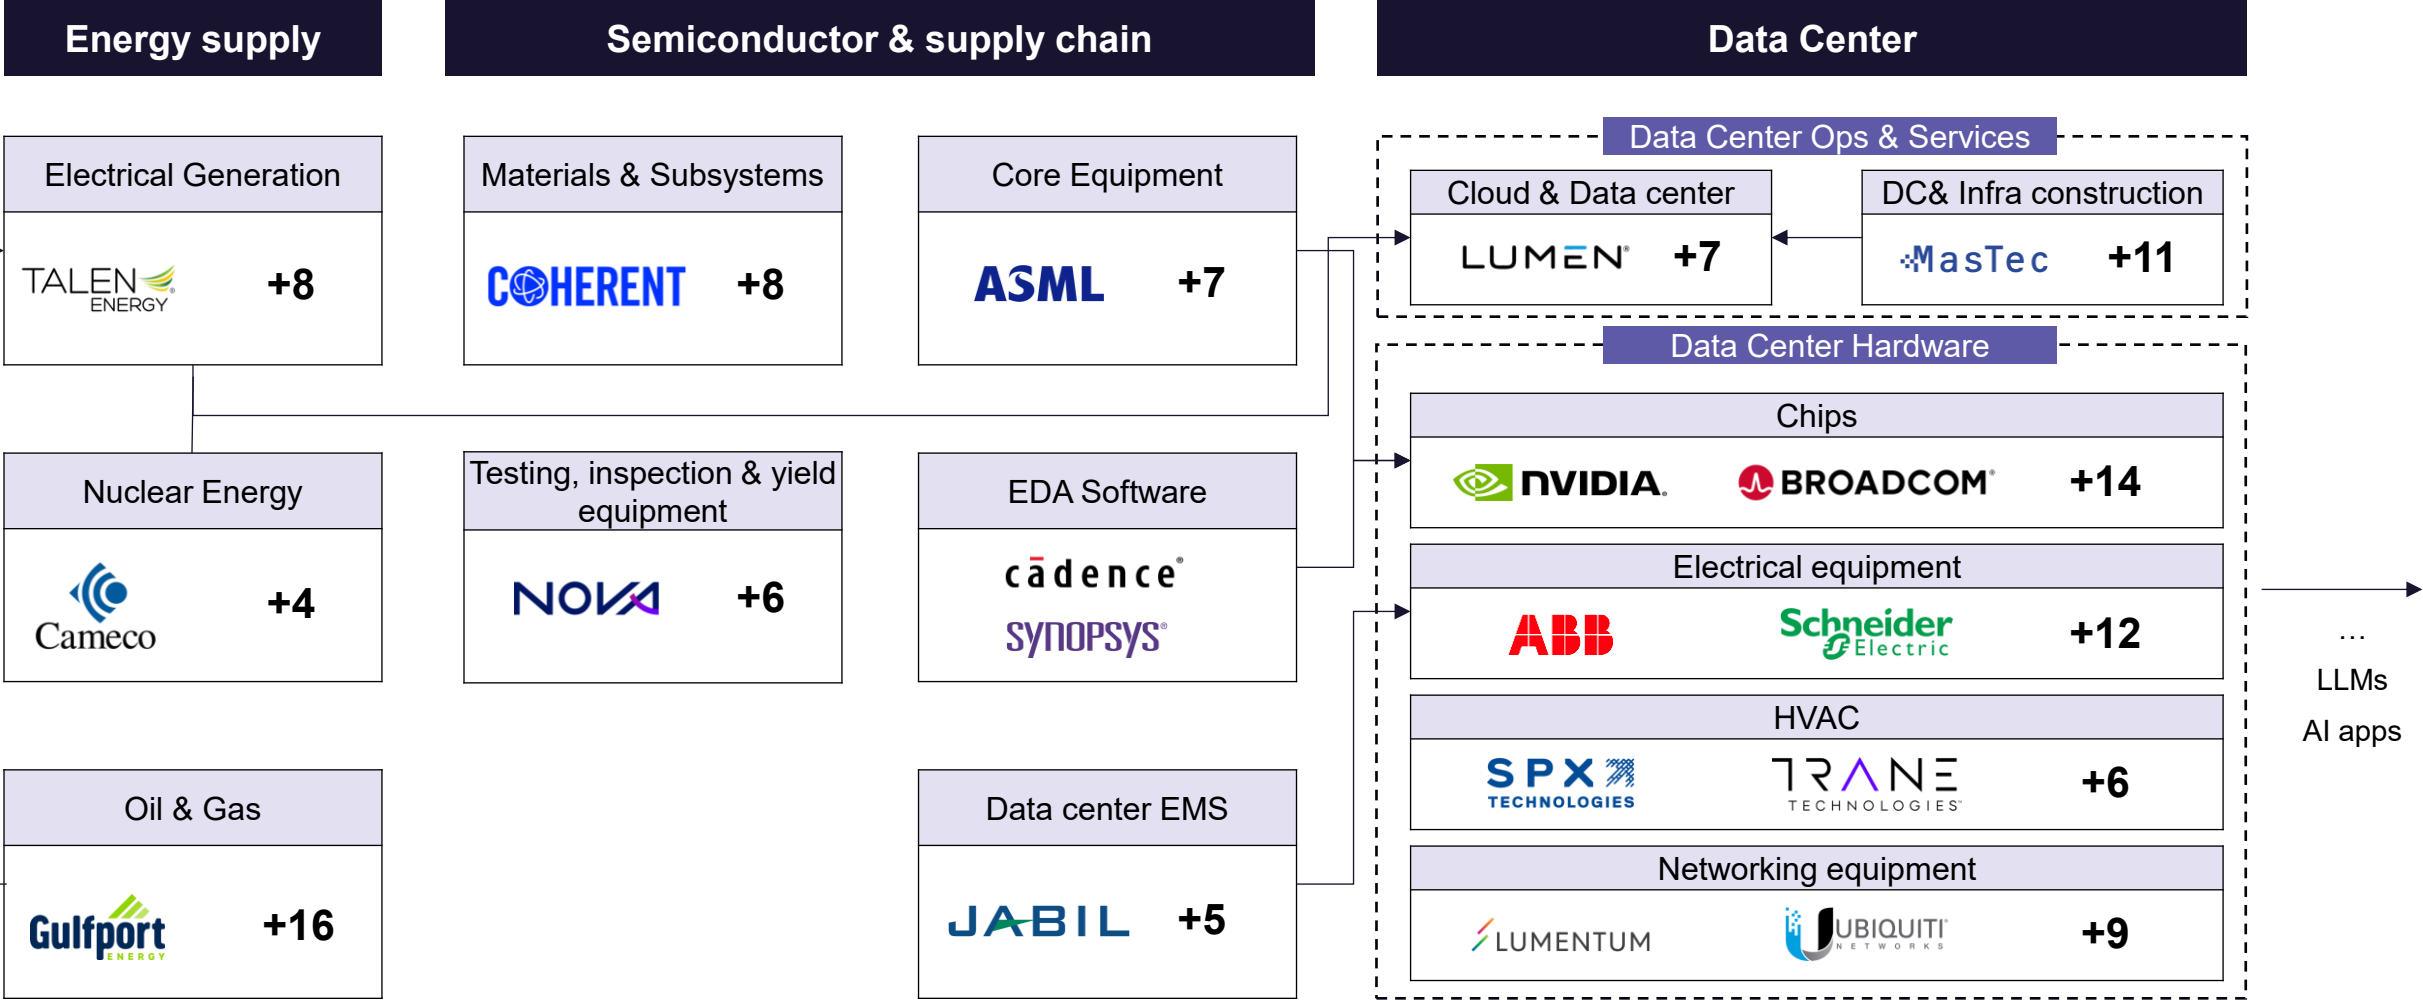 Energy supply
Semiconductor & supply chain
Data Center
Electrical Generation
TALEN
ENERGY
+8
Nuclear Energy
Cameco
+4
Oil & Gas
Gulfport
ENERGY
+16
Materials & Subsystems
COHERENT
+8
Testing, inspection & yield
equipment
NOVA
+6
Core Equipment
ASML
+7
EDA Software
cādence®
SYNOPSYS®
Data center EMS
JABIL
+5
Data Center Ops & Services
Cloud & Data center
LUMEN®
+7
DC& Infra construction
MasTec
+11
Data Center Hardware
Chips
NVIDIA.
BROADCOM®
+14
Electrical equipment
ABB
Schneider
Electric
+12
HVAC
SPX
TECHNOLOGIES
TRANE
TECHNOLOGIES™
+6
Networking equipment
LUMENTUM
UBIQUITI
NETWORKS
+9
...
LLMs
AI apps